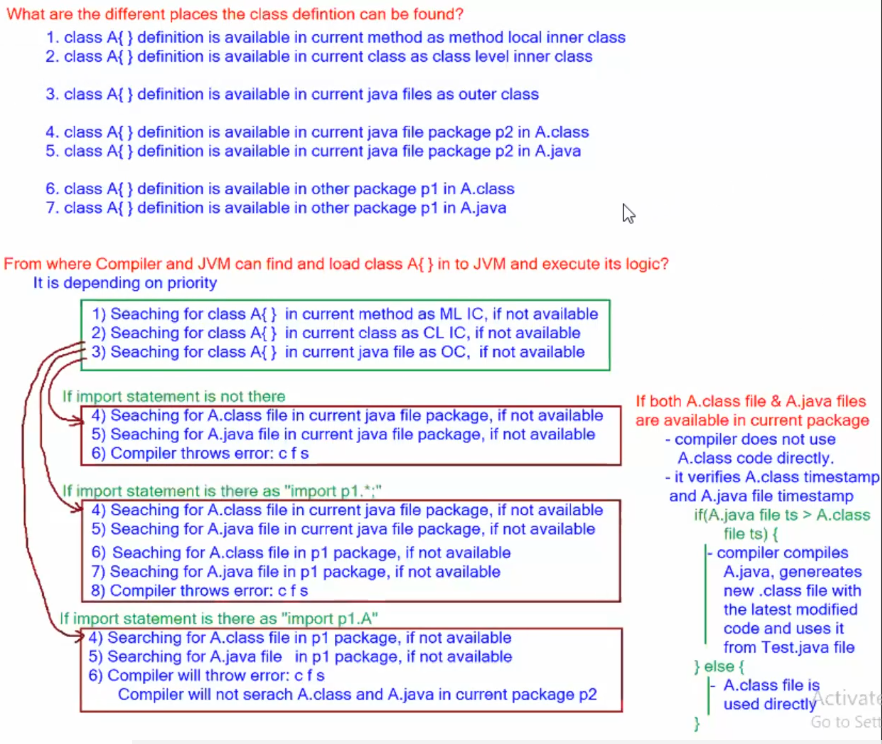 What are the different places the class defintion can be found?
1. class A{ } definition is available in current method as method local inner class
2. class A{ } definition is available in current class as class level inner class
3. class A{ } definition is available in current java files as outer class
4. class A{ } definition is available in current java file package p2 in A.class
5. class A{ } definition is available in current java file package p2 in A.java
6. class A{ } definition is available in other package p1 in A.class
7. class A{ } definition is available in other package p1 in A.java
From where Compiler and JVM can find and load class A{ } in to JVM and execute its logic?
It is depending on priority
1) Seaching for class A{ } in current method as ML IC, if not available
2) Seaching for class A{ } in current class as CL IC, if not available
3) Seaching for class A{ } in current java file as OC, if not available
If import statement is not there
4) Seaching for A.class file in current java file package, if not available
5) Seaching for A.java file in current java file package, if not available
6) Compiler throws error: c f s
If import statement is there as "import p1.*;"
4) Seaching for A.class file in current java file package, if not available
5) Seaching for A.java file in current java file package, if not available
6) Seaching for A.class file in p1 package, if not available
7) Seaching for A.java file in p1 package, if not available
8) Compiler throws error: c f s
If import statement is there as "import p1.A"
4) Searching for A.class file in p1 package, if not available
5) Searching for A.java file in p1 package, if not available
6) Compiler will throw error: c f s
Compiler will not serach A.class and A.java in current package p2
If both A.class file & A.java files
are available in current package
- compiler does not use
A.class code directly.
- it verifies A.class timestamp
and A.java file timestamp
if(A.java file ts > A.class
file ts) {
- compiler compiles
A.java, genereates
new .class file with
the latest modified
code and uses it
from Test.java file
} else {
- A.class file is
used directly
}
Activate
Go to Sett